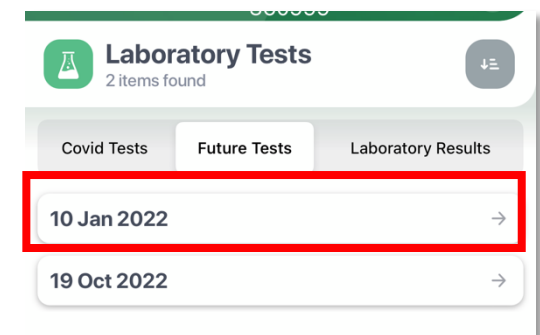 Laboratory Tests
2 items found
Covid Tests Future Tests Laboratory Results
10 Jan 2022
19 Oct 2022